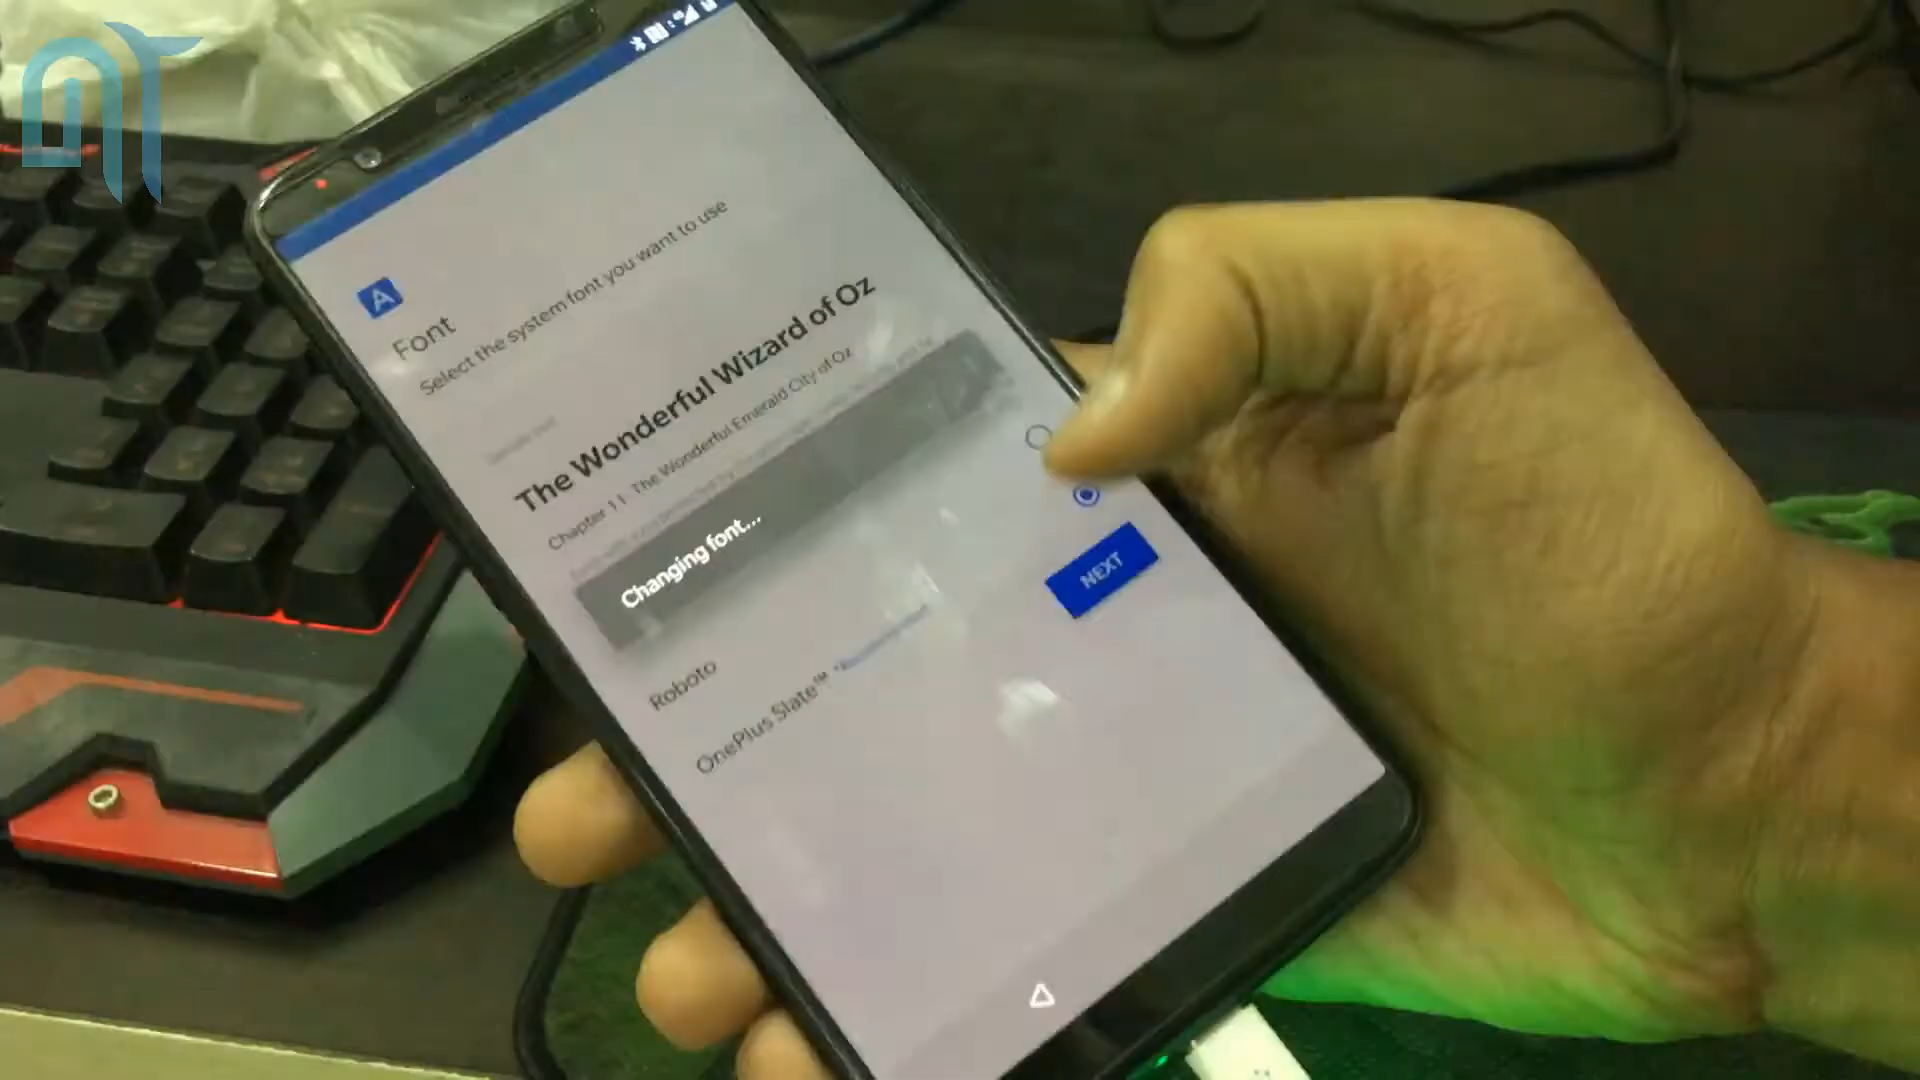 Font
Select the system font you want to use
The Wonderful Wizard of Oz
Chapter 11: The Wonderful Emerald City of Oz
Changing font...
Roboto
OnePlus Slate™
NEXT